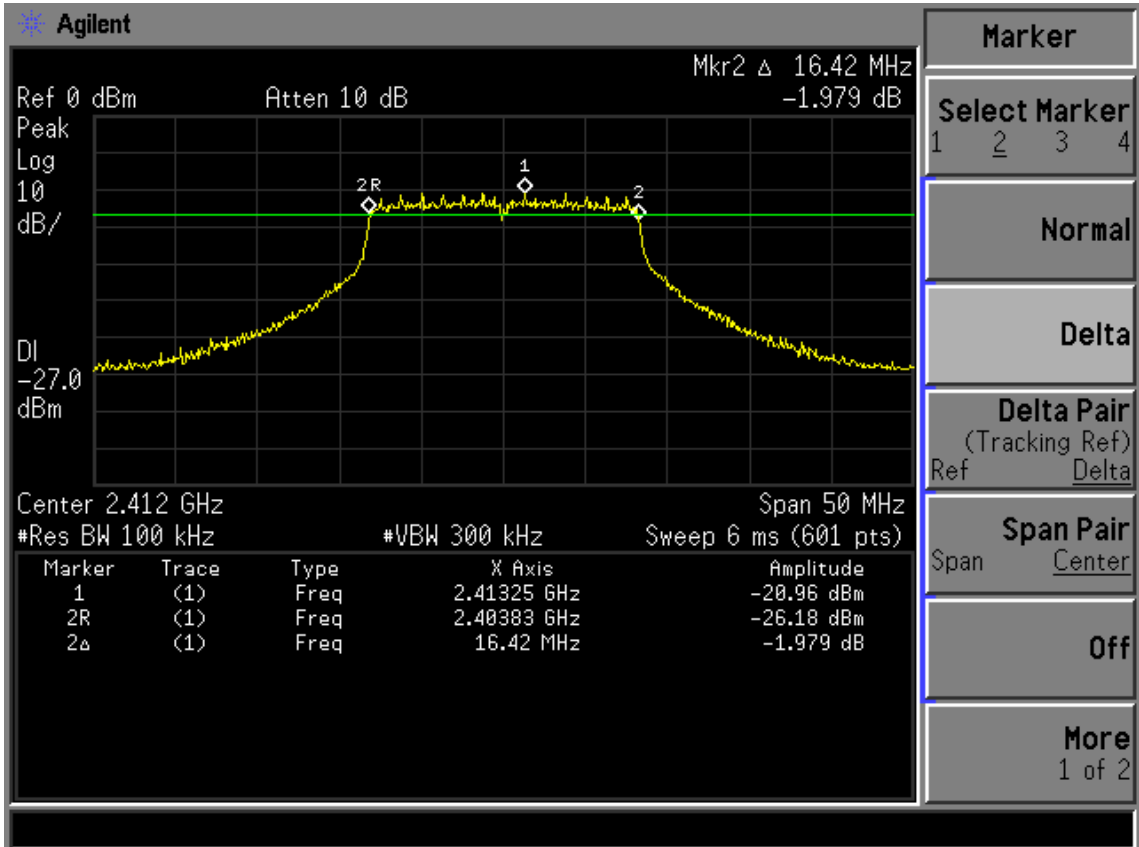 Agilent
Mkr2 Δ 16.42 MHz
Ref 0 dBm Atten 10 dB -1.979 dB
Peak
Log
10
dB/
1
2R
2
DI
-27.0
dBm
Center 2.412 GHz Span 50 MHz
#Res BW 100 kHz #VBW 300 kHz Sweep 6 ms (601 pts)
Marker Trace Type X Axis Amplitude
1 (1) Freq 2.41325 GHz -20.96 dBm
2R (1) Freq 2.40383 GHz -26.18 dBm
2Δ (1) Freq 16.42 MHz -1.979 dB
Marker
Select Marker
1 2 3 4
Normal
Delta
Delta Pair
(Tracking Ref)
Ref Delta
Span Pair
Span Center
Off
More
1 of 2